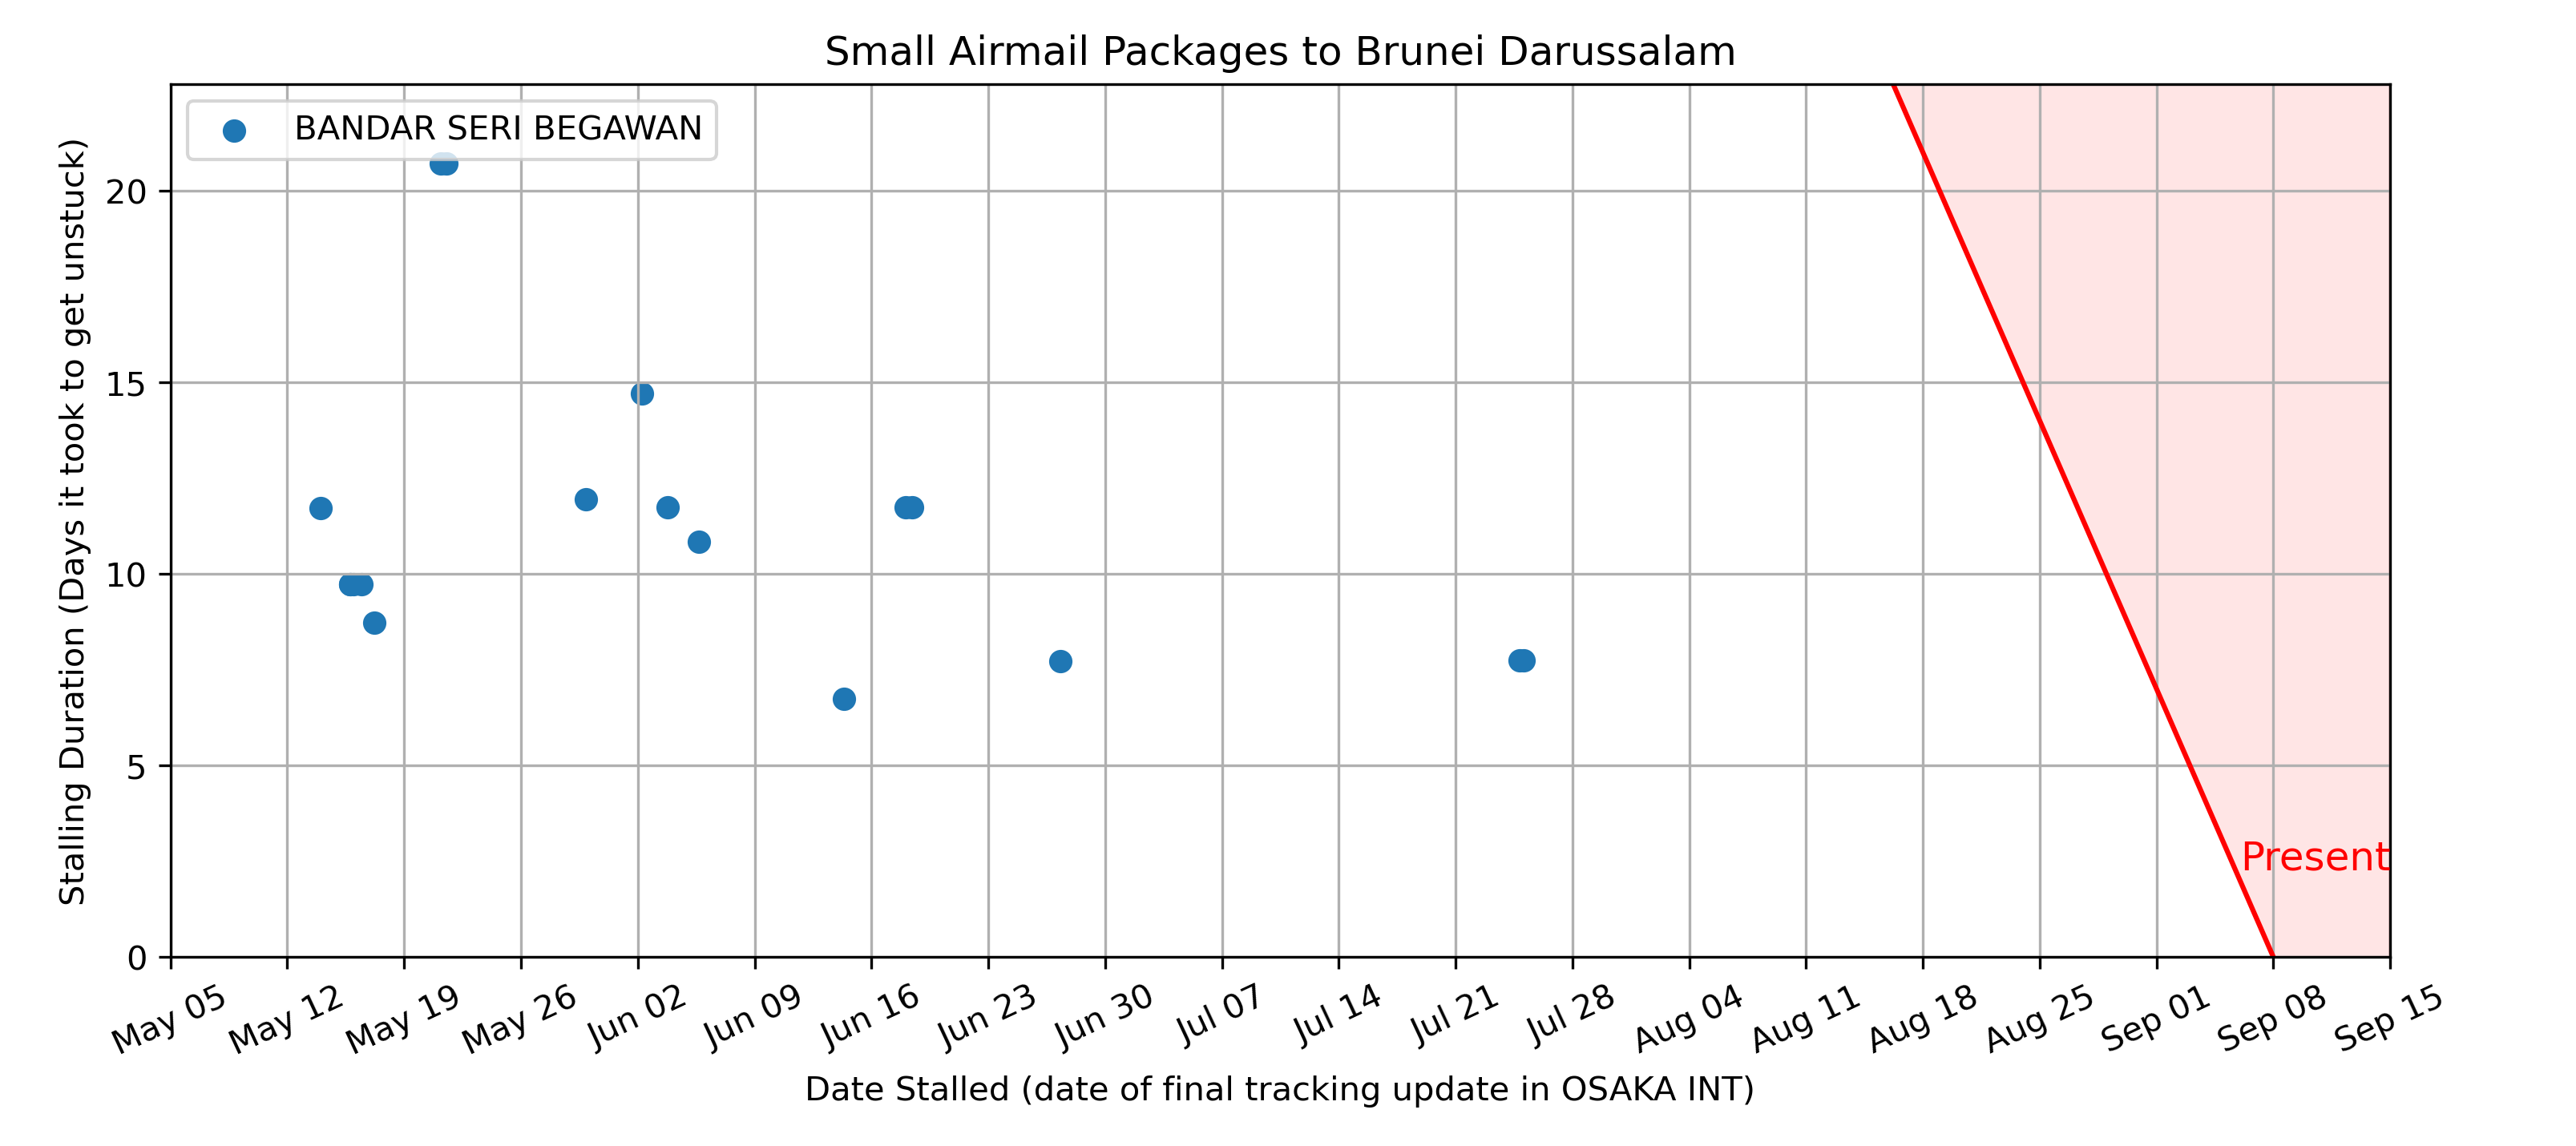 Small Airmail Packages to Brunei Darussalam
BANDAR SERI BEGAWAN
Stalling Duration (Days it took to get unstuck)
20
15
10
5
0
Present
May 05
May 12
May 19
May 26
Jun 02
Jun 09
Jun 16
Jun 23
Jun 30
Jul 07
Jul 14
Jul 21
Jul 28
Aug 04
Aug 11
Aug 18
Aug 25
Sep 01
Sep 08
Sep 15
Date Stalled (date of final tracking update in OSAKA INT)